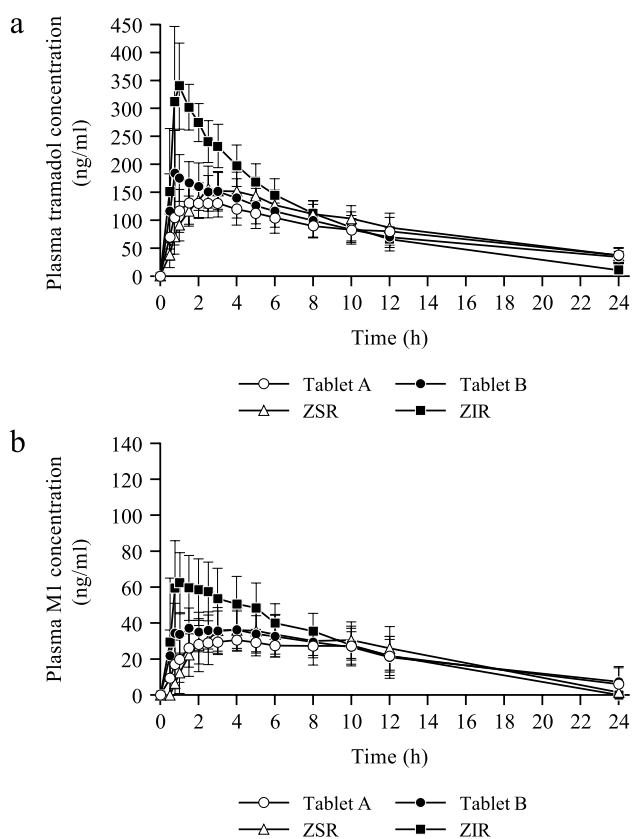 a
Plasma tramadol concentration
(ng/ml)
450
400
350
300
250
200
150
100
50
0
0 2 4 6 8 10 12 14 16 18 20 22 24
Time (h)
Tablet A Tablet B
ZSR ZIR
b
Plasma M1 concentration
(ng/ml)
140
120
100
80
60
40
20
0
0 2 4 6 8 10 12 14 16 18 20 22 24
Time (h)
Tablet A Tablet B
ZSR ZIR